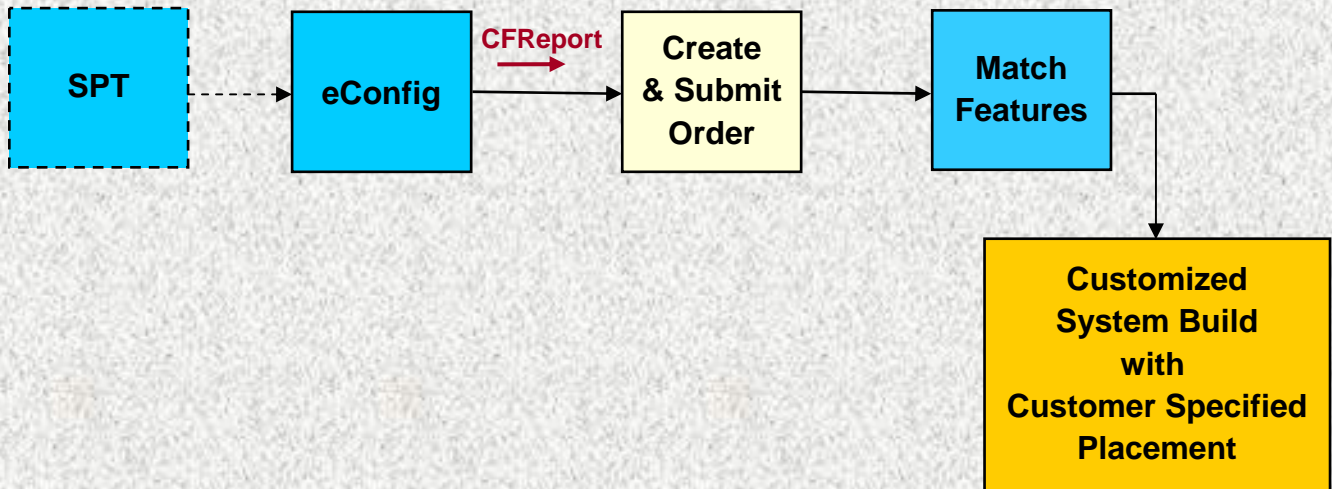 SPT
eConfig
CFReport
Create
& Submit
Order
Match
Features
Customized
System Build
with
Customer Specified
Placement